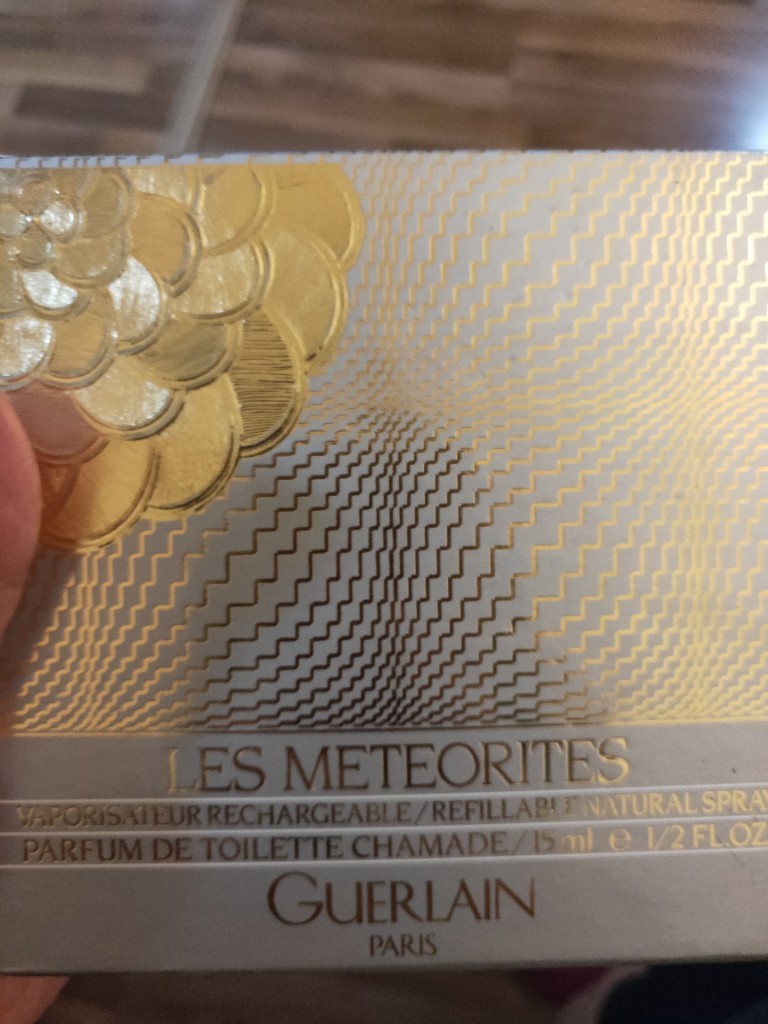 LES METEORITES
VAPORISATEUR RECHARGEABLE/REFILLABLE NATURAL SPRAY
PARFUM DE TOILETTE CHAMADE/15 ml e 1/2 FL.OZ
GUERLAIN
PARIS